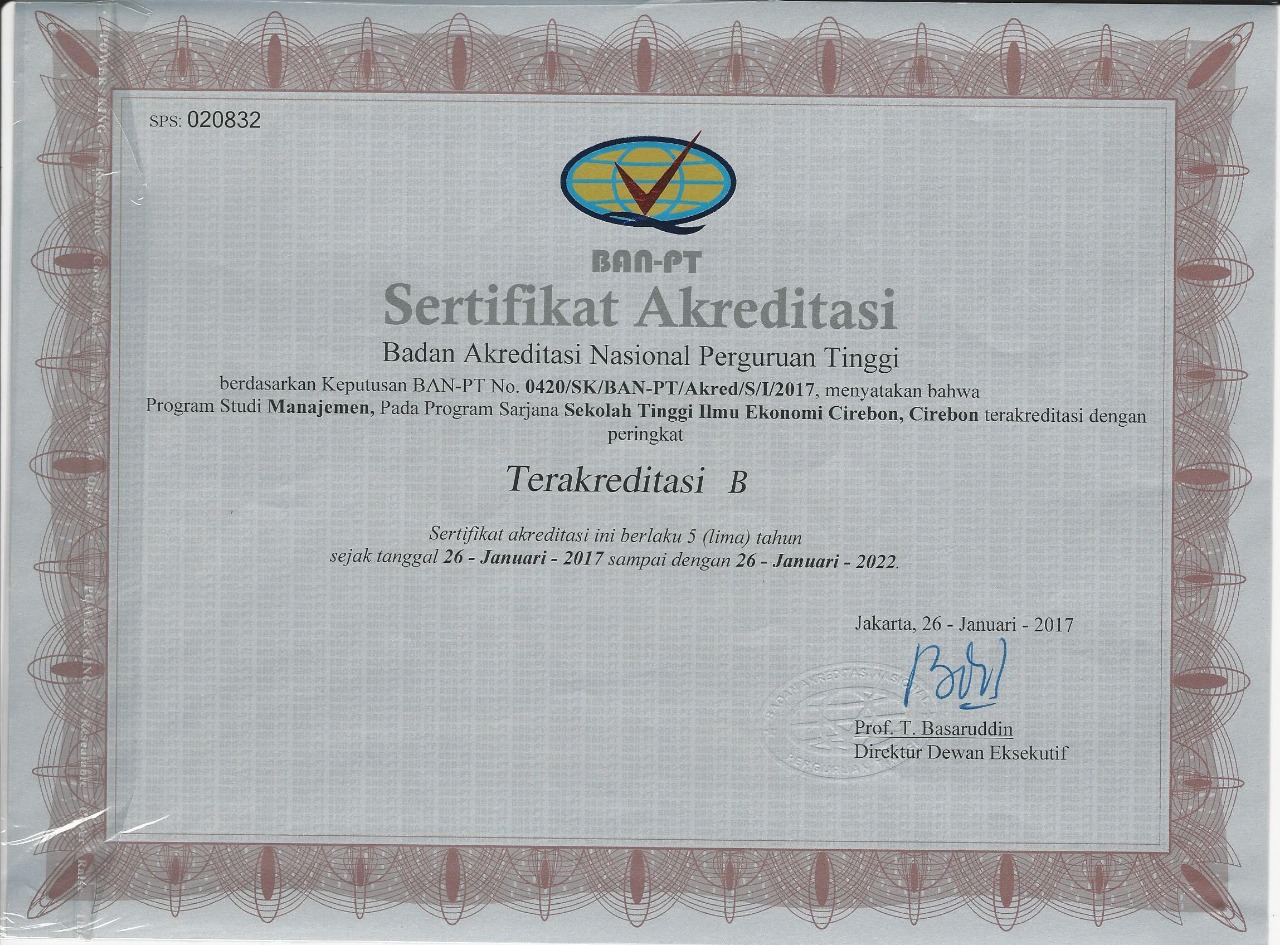 SPS: 020832
BAN-PT
Sertifikat Akreditasi
Badan Akreditasi Nasional Perguruan Tinggi
berdasarkan Keputusan BAN-PT No. 0420/SK/BAN-PT/Akred/S/I/2017, menyatakan bahwa
Program Studi Manajemen, Pada Program Sarjana Sekolah Tinggi Ilmu Ekonomi Cirebon, Cirebon terakreditasi dengan
peringkat
Terakreditasi B
Sertifikat akreditasi ini berlaku 5 (lima) tahun
sejak tanggal 26 - Januari - 2017 sampai dengan 26 - Januari - 2022.
Jakarta, 26 - Januari - 2017
Prof. T. Basaruddin
Direktur Dewan Eksekutif